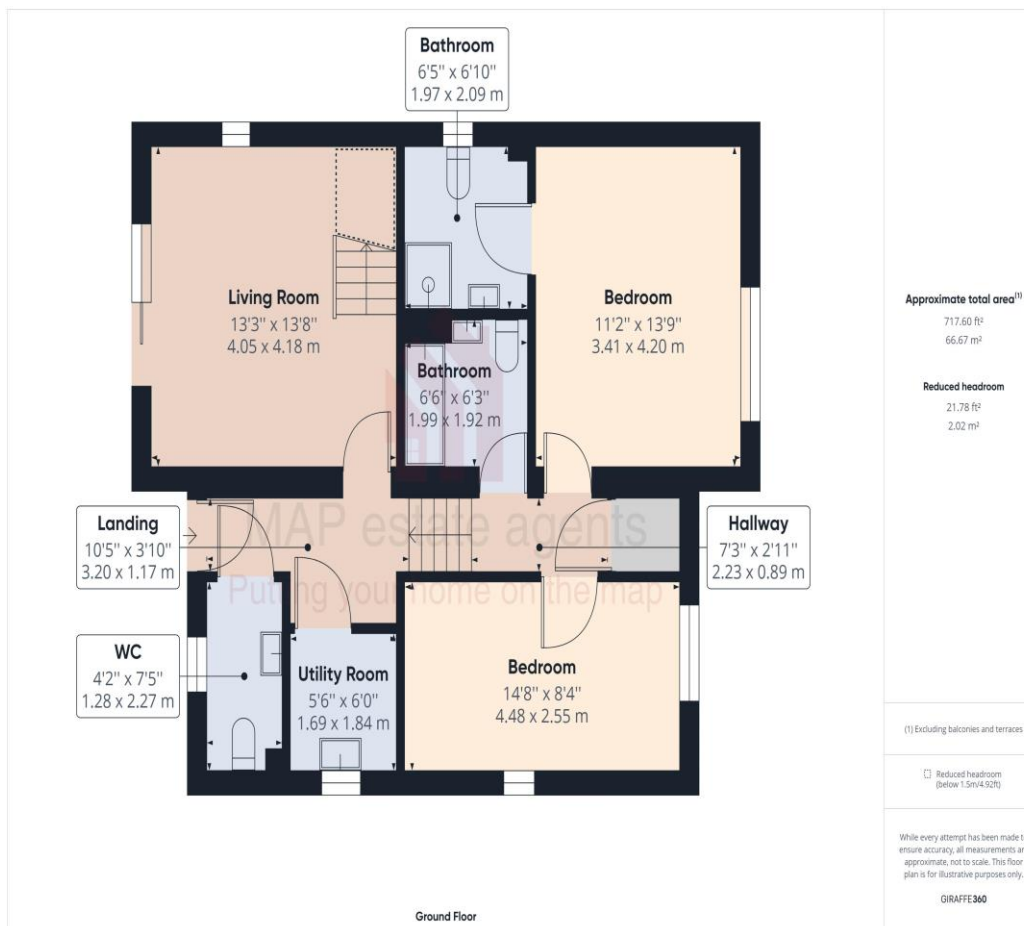 Bathroom
6'5" x 6'10"
1.97 x 2.09 m
Living Room
13'3" x 13'8"
4.05 x 4.18 m
Bedroom
11'2" x 13'9"
3.41 x 4.20 m
Bathroom
6'6" x 6'3"
1.99 x 1.92 m
Landing
10'5" x 3'10"
3.20 x 1.17 m
MAP estate agents
Putting your home on the map
Hallway
7'3" x 2'11"
2.23 x 0.89 m
WC
4'2" x 7'5"
1.28 x 2.27 m
Utility Room
5'6" x 6'0"
1.69 x 1.84 m
Bedroom
14'8" x 8'4"
4.48 x 2.55 m
Ground Floor
Approximate total area(1)
717.60 ft²
66.67 m²
Reduced headroom
21.78 ft²
2.02 m²
(1) Excluding balconies and terraces
Reduced headroom
(below 1.5m/4.92ft)
While every attempt has been made t
ensure accuracy, all measurements ar
approximate, not to scale. This floor
plan is for illustrative purposes only.
GIRAFFE360